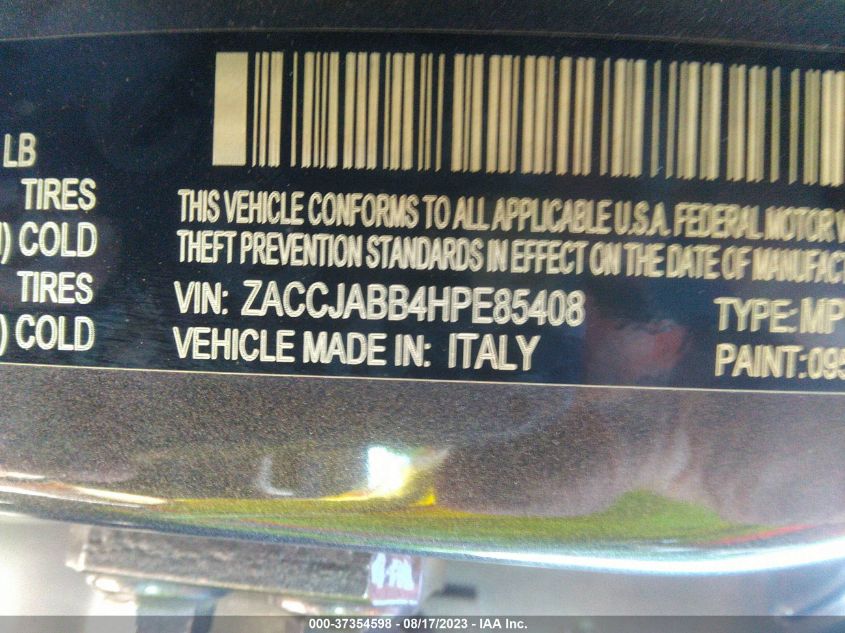 LB
TIRES
) COLD
TIRES
) COLD
THIS VEHICLE CONFORMS TO ALL APPLICABLE U.S.A. FEDERAL MOTOR V
THEFT PREVENTION STANDARDS IN EFFECT ON THE DATE OF MANUFACT
VIN: ZACCJABB4HPE85408
TYPE: MP
VEHICLE MADE IN: ITALY
PAINT: 095
000-37354598 - 08/17/2023 - IAA Inc.